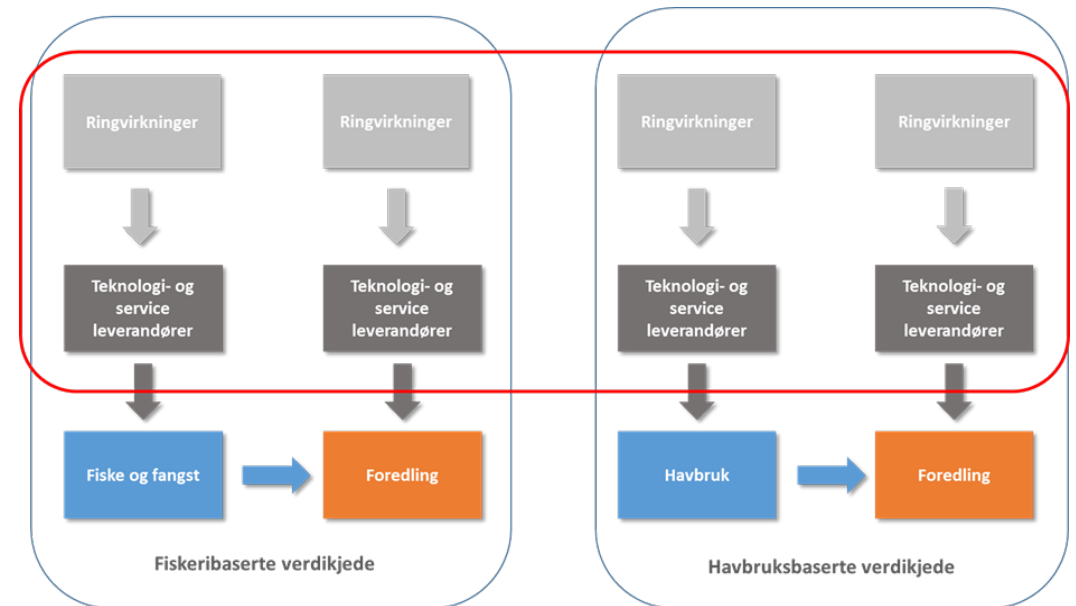 Ringvirkninger
Ringvirkninger
Ringvirkninger
Ringvirkninger
Teknologi- og
service
leverandører
Teknologi- og
service
leverandører
Teknologi- og
service
leverandører
Teknologi- og
service
leverandører
Fiske og fangst
Foredling
Havbruk
Foredling
Fiskeribaserte verdikjede
Havbruksbaserte verdikjede